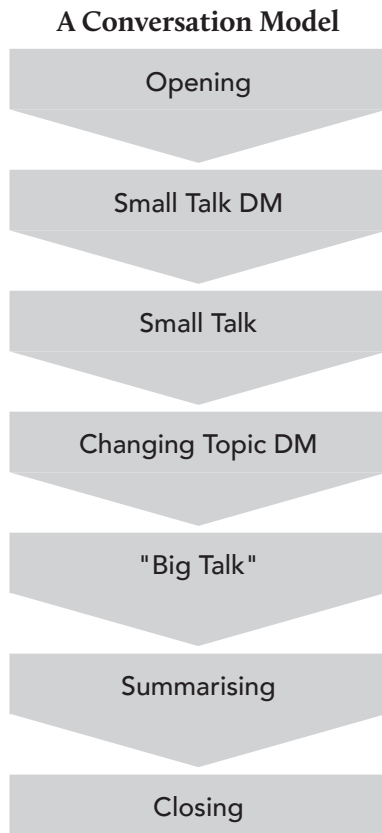 A Conversation Model
Opening
Small Talk DM
Small Talk
Changing Topic DM
"Big Talk"
Summarising
Closing